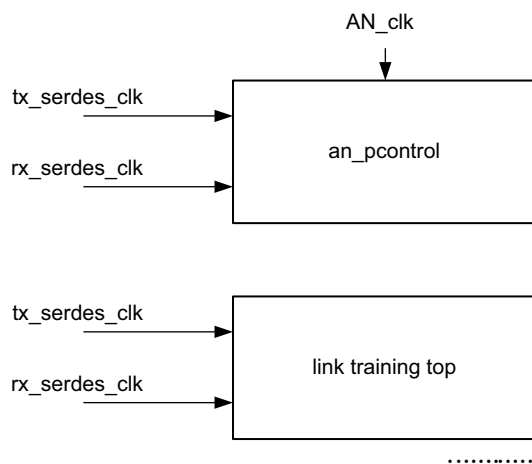 AN_clk
tx_serdes_clk
an_pcontrol
rx_serdes_clk
tx_serdes_clk
link training top
rx_serdes_clk